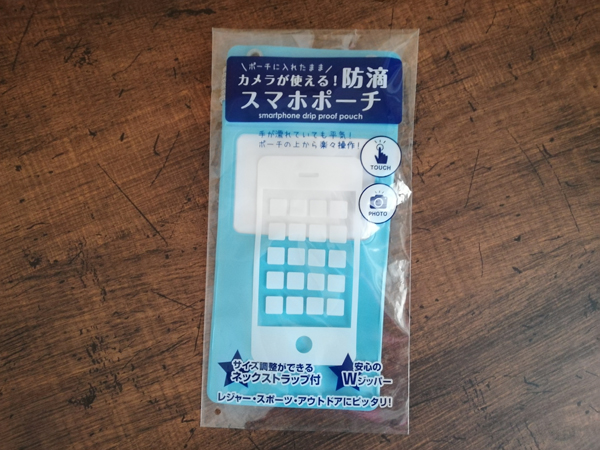 \ポーチに入れたまま/
カメラが使える!防滴
スマホポーチ
smartphone drip proof pouch
手が濡れていても平気!
ポーチの上から楽々操作!
TOUCH
PHOTO
サイズ調整ができる
ネックストラップ付
安心の
Wジッパー
レジャー・スポーツ・アウトドアにピッタリ!